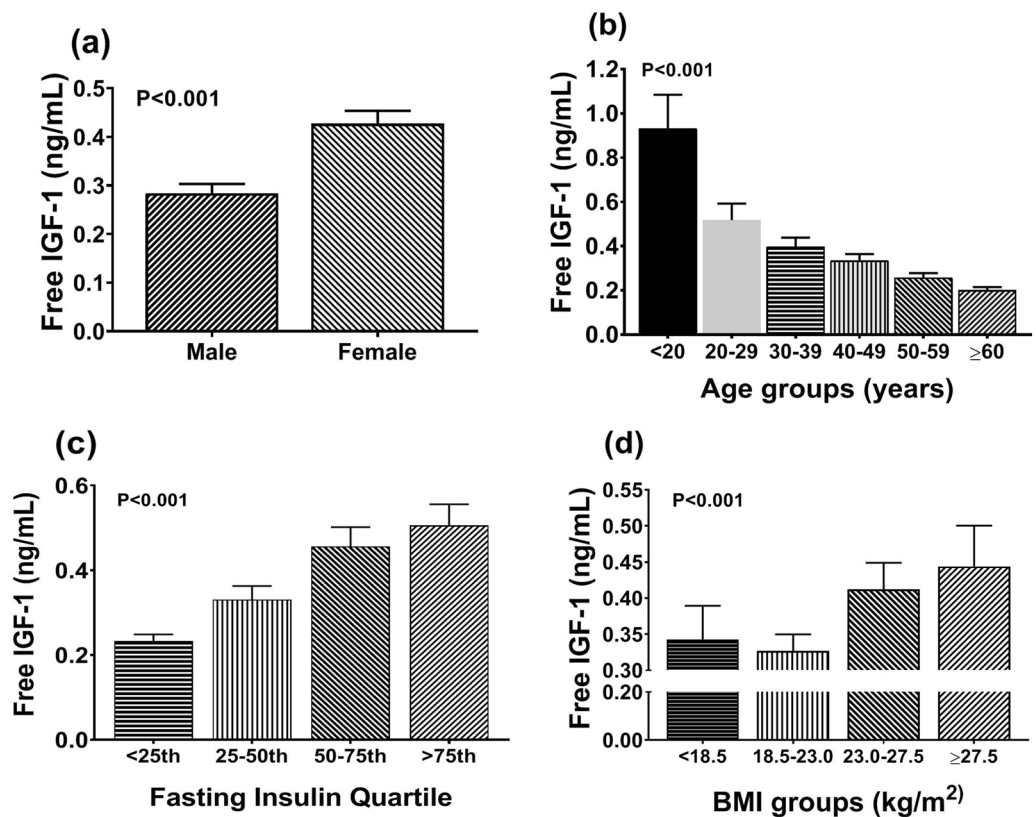 (a)
P<0.001
Free IGF-1 (ng/mL)
0.5
0.4
0.3
0.2
0.1
0.0
Male Female
(b)
P<0.001
Free IGF-1 (ng/mL)
1.2
1.0
0.8
0.6
0.4
0.2
0.0
<20 20-29 30-39 40-49 50-59 ≥60
Age groups (years)
(c)
P<0.001
Free IGF-1 (ng/mL)
0.6
0.4
0.2
0.0
<25th 25-50th 50-75th >75th
Fasting Insulin Quartile
(d)
P<0.001
Free IGF-1 (ng/mL)
0.55
0.50
0.45
0.40
0.35
0.30
0.20
0.00
<18.5 18.5-23.0 23.0-27.5 ≥27.5
BMI groups (kg/m²)